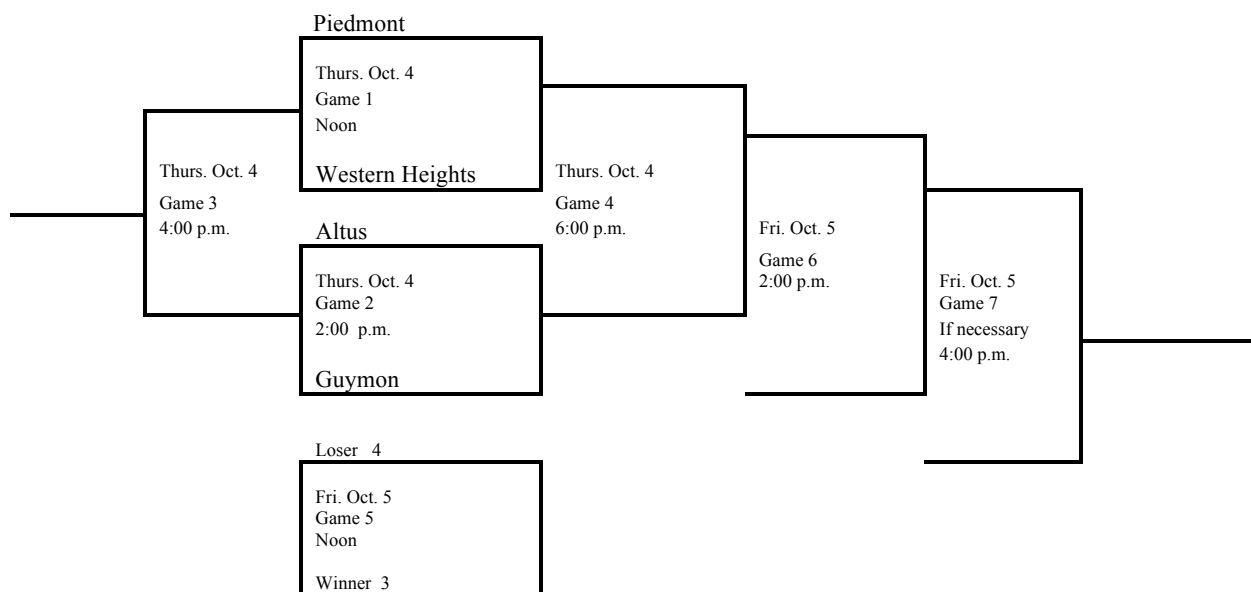 Piedmont
Thurs. Oct. 4
Game 1
Noon
Western Heights
Thurs. Oct. 4
Game 3
4:00 p.m.
Thurs. Oct. 4
Game 4
6:00 p.m.
Altus
Thurs. Oct. 4
Game 2
2:00 p.m.
Guymon
Fri. Oct. 5
Game 6
2:00 p.m.
Fri. Oct. 5
Game 7
If necessary
4:00 p.m.
Loser 4
Fri. Oct. 5
Game 5
Noon
Winner 3